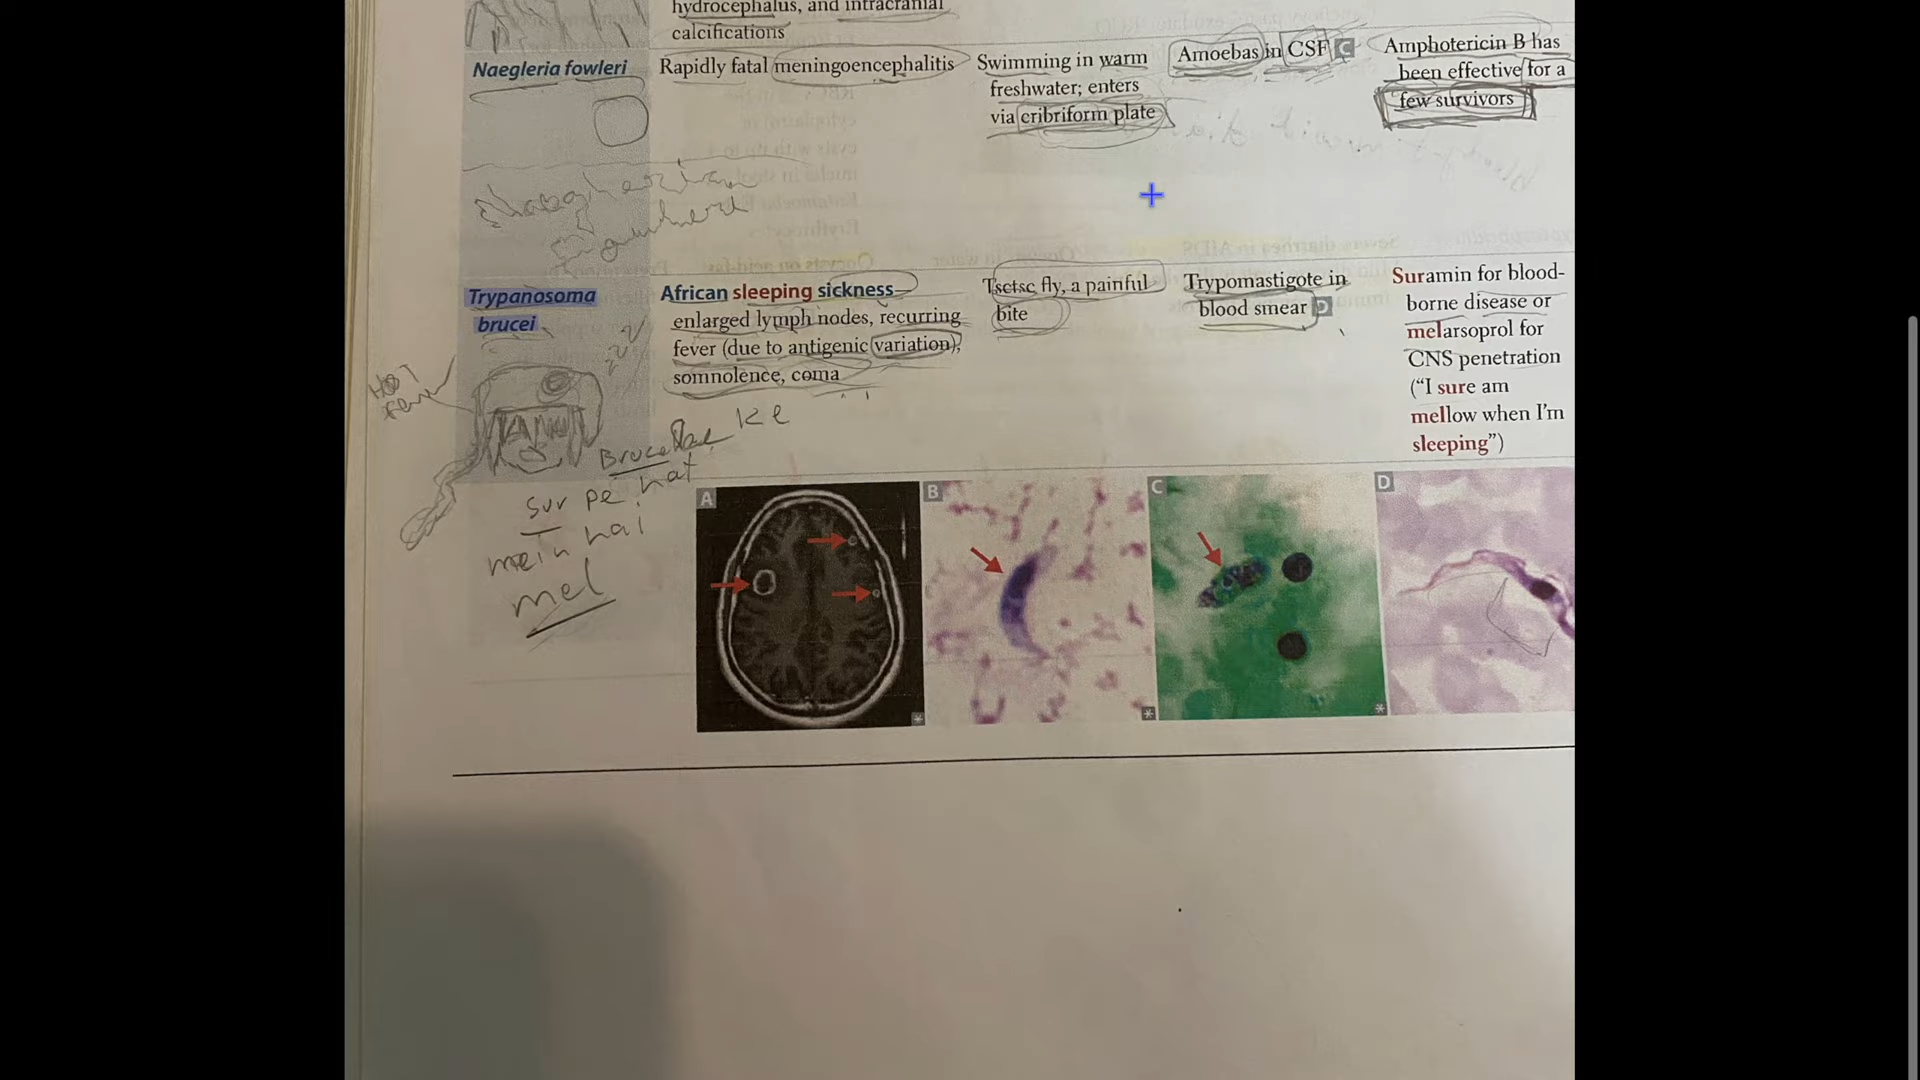 hydrocephalus, and intracranial
calcifications
Naegleria fowleri
Rapidly fatal meningoencephalitis
Swimming in warm
freshwater; enters
via cribriform plate
Amoebas in CSF C
Amphotericin B has
been effective for a
few survivors
Trypanosoma
brucei
African sleeping sickness
enlarged lymph nodes, recurring
fever (due to antigenic variation),
somnolence, coma
Tsetse fly, a painful
bite
Trypomastigote in
blood smear D
Suramin for blood-
borne disease or
melarsoprol for
CNS penetration
("I sure am
mellow when I'm
sleeping")
HOT
ke
sur pe hat
mein hai
mel
A
B
C
D